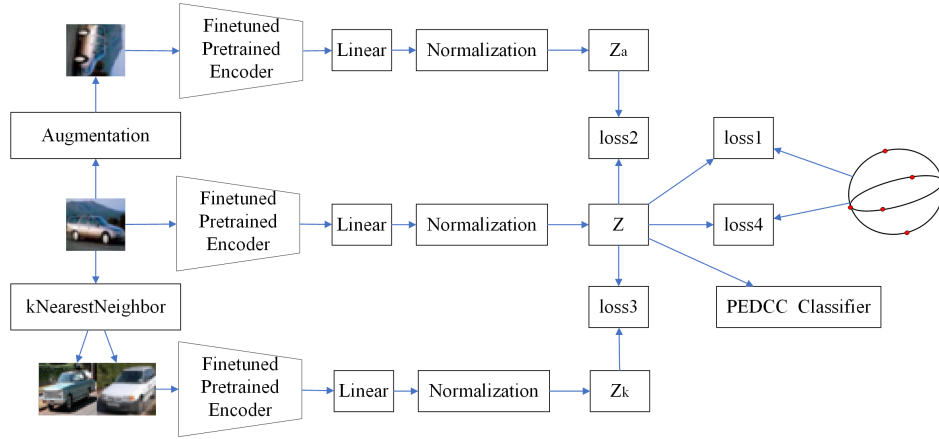 Finetuned
Pretrained
Encoder
Linear
Normalization
Za
Augmentation
loss2
loss1
Finetuned
Pretrained
Encoder
Linear
Normalization
Z
loss4
kNearestNeighbor
loss3
PEDCC Classifier
Finetuned
Pretrained
Encoder
Linear
Normalization
Zk